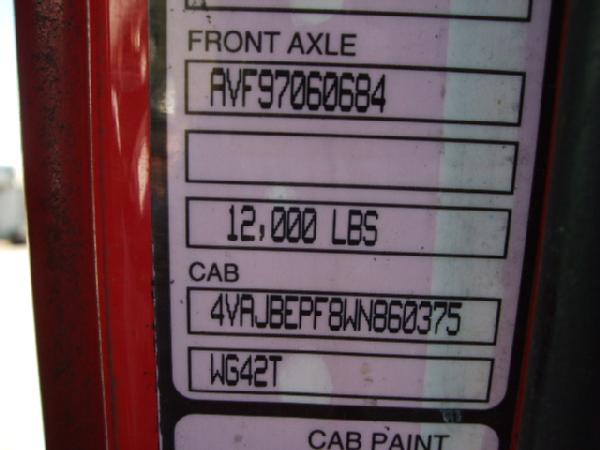 FRONT AXLE
AVF97060684
12,000 LBS
CAB
4VAJBEPF8WN860375
WG42T
CAB PAINT